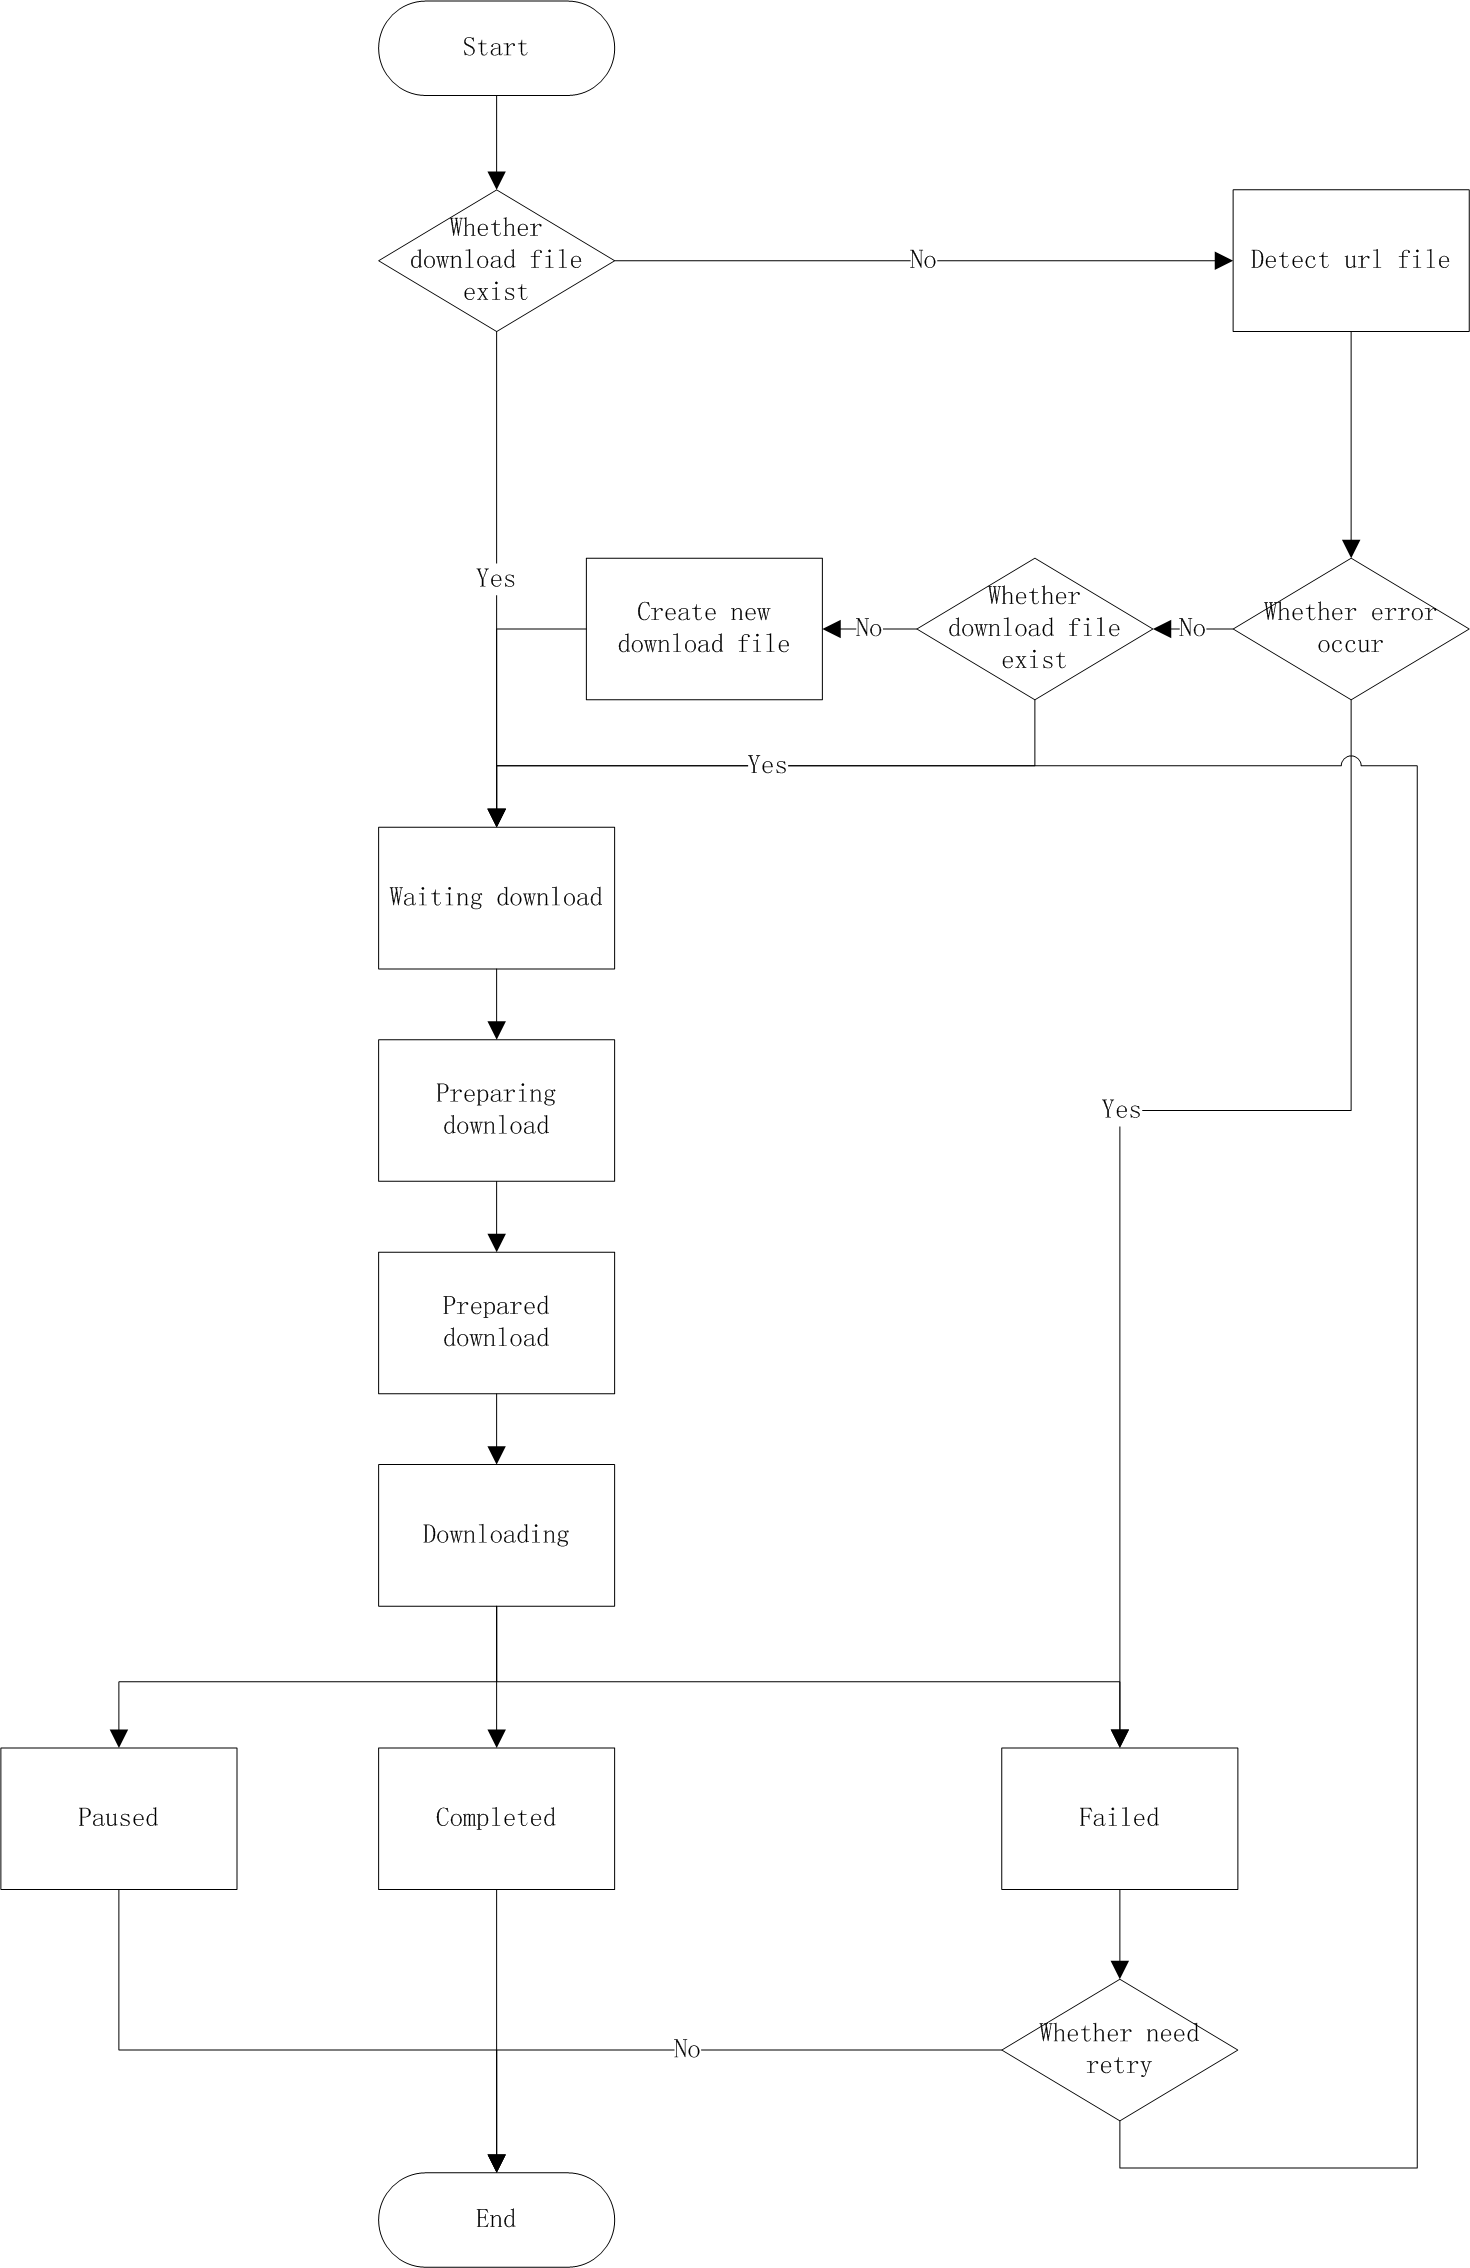 Start
Whether
download file
exist
No
Detect url file
Yes
Create new
download file
No
Whether
download file
exist
No
Whether error
occur
Yes
Waiting download
Preparing
download
Yes
Prepared
download
Downloading
Paused
Completed
Failed
No
Whether need
retry
End